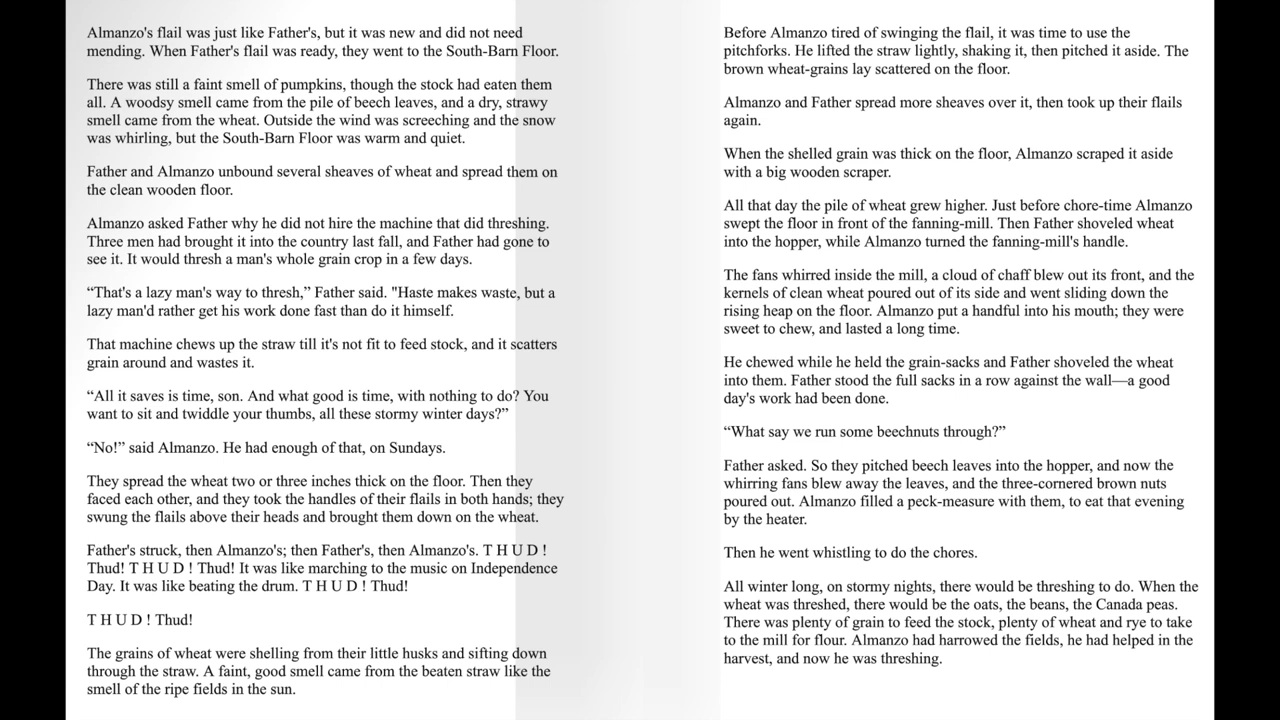 Almanzo's flail was just like Father's, but it was new and did not need
mending. When Father's flail was ready, they went to the South-Barn Floor.
There was still a faint smell of pumpkins, though the stock had eaten them
all. A woodsy smell came from the pile of beech leaves, and a dry, strawy
smell came from the wheat. Outside the wind was screeching and the snow
was whirling, but the South-Barn Floor was warm and quiet.
Father and Almanzo unbound several sheaves of wheat and spread them on
the clean wooden floor.
Almanzo asked Father why he did not hire the machine that did threshing.
Three men had brought it into the country last fall, and Father had gone to
see it. It would thresh a man's whole grain crop in a few days.
“That's a lazy man's way to thresh,” Father said. "Haste makes waste, but a
lazy man'd rather get his work done fast than do it himself.
That machine chews up the straw till it's not fit to feed stock, and it scatters
grain around and wastes it.
“All it saves is time, son. And what good is time, with nothing to do? You
want to sit and twiddle your thumbs, all these stormy winter days?”
“No!” said Almanzo. He had enough of that, on Sundays.
They spread the wheat two or three inches thick on the floor. Then they
faced each other, and they took the handles of their flails in both hands; they
swung the flails above their heads and brought them down on the wheat.
Father's struck, then Almanzo's; then Father's, then Almanzo's. T H U D !
Thud! T H U D ! Thud! It was like marching to the music on Independence
Day. It was like beating the drum. T H U D ! Thud!
T H U D ! Thud!
The grains of wheat were shelling from their little husks and sifting down
through the straw. A faint, good smell came from the beaten straw like the
smell of the ripe fields in the sun.
Before Almanzo tired of swinging the flail, it was time to use the
pitchforks. He lifted the straw lightly, shaking it, then pitched it aside. The
brown wheat-grains lay scattered on the floor.
Almanzo and Father spread more sheaves over it, then took up their flails
again.
When the shelled grain was thick on the floor, Almanzo scraped it aside
with a big wooden scraper.
All that day the pile of wheat grew higher. Just before chore-time Almanzo
swept the floor in front of the fanning-mill. Then Father shoveled wheat
into the hopper, while Almanzo turned the fanning-mill's handle.
The fans whirred inside the mill, a cloud of chaff blew out its front, and the
kernels of clean wheat poured out of its side and went sliding down the
rising heap on the floor. Almanzo put a handful into his mouth; they were
sweet to chew, and lasted a long time.
He chewed while he held the grain-sacks and Father shoveled the wheat
into them. Father stood the full sacks in a row against the wall—a good
day's work had been done.
“What say we run some beechnuts through?”
Father asked. So they pitched beech leaves into the hopper, and now the
whirring fans blew away the leaves, and the three-cornered brown nuts
poured out. Almanzo filled a peck-measure with them, to eat that evening
by the heater.
Then he went whistling to do the chores.
All winter long, on stormy nights, there would be threshing to do. When the
wheat was threshed, there would be the oats, the beans, the Canada peas.
There was plenty of grain to feed the stock, plenty of wheat and rye to take
to the mill for flour. Almanzo had harrowed the fields, he had helped in the
harvest, and now he was threshing.